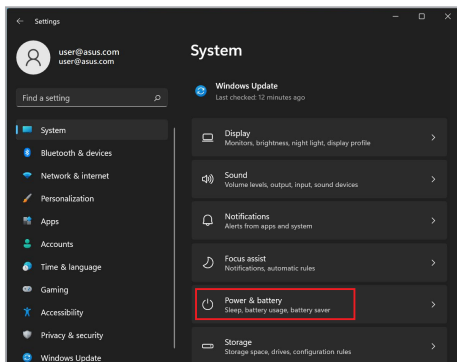 Settings
user@asus.com
user@asus.com
Find a setting
System
Bluetooth & devices
Network & internet
Personalization
Apps
Accounts
Time & language
Gaming
Accessibility
Privacy & security
Windows Update
System
Windows Update
Last checked: 12 minutes ago
Display
Monitors, brightness, night light, display profile
Sound
Volume levels, output, input, sound devices
Notifications
Alerts from apps and system
Focus assist
Notifications, automatic rules
Power & battery
Sleep, battery usage, battery saver
Storage
Storage space, drives, configuration rules